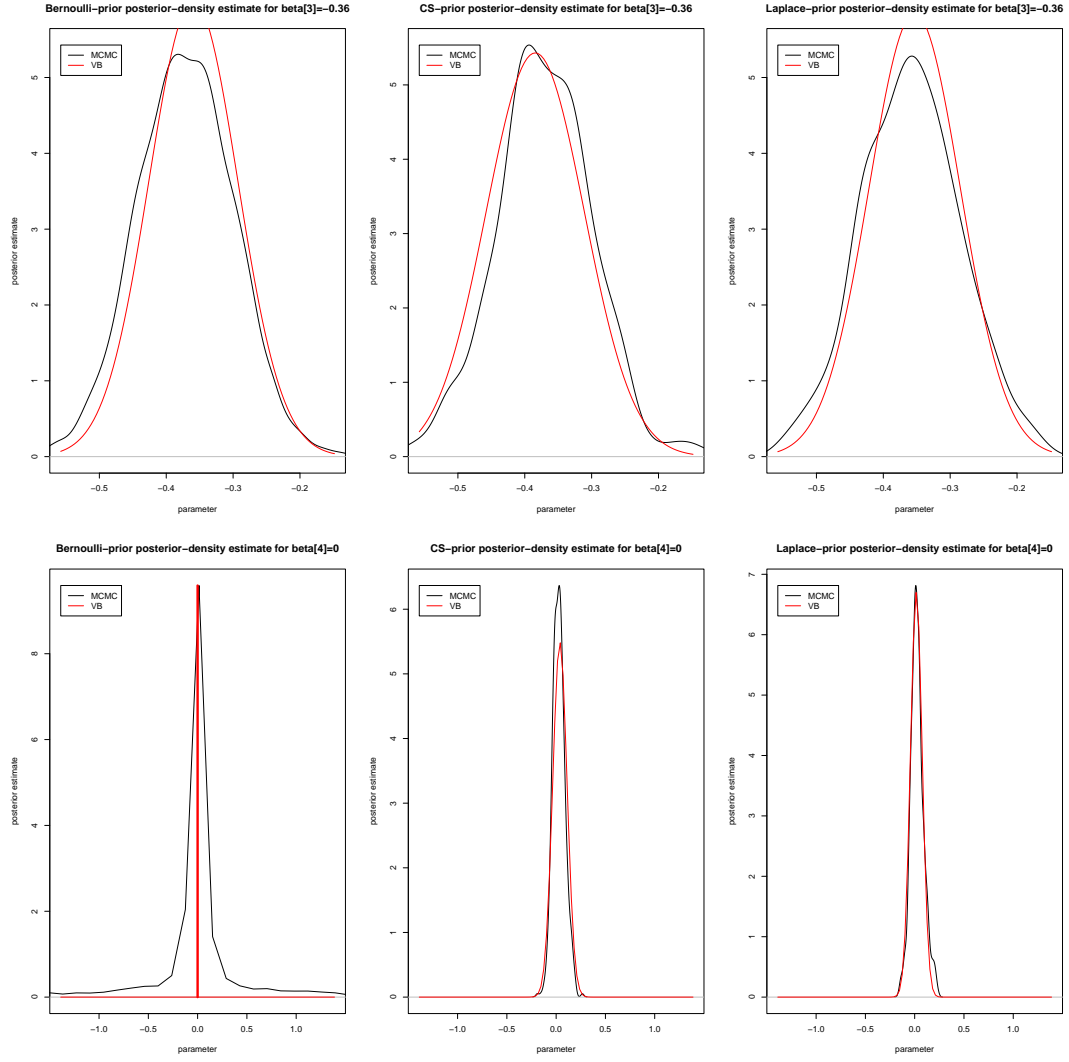 Bernoulli−prior posterior−density estimate for beta[3]=−0.36
MCMC
VB
posterior estimate
0
1
2
3
4
5
−0.5
−0.4
−0.3
−0.2
parameter
CS−prior posterior−density estimate for beta[3]=−0.36
MCMC
VB
posterior estimate
0
1
2
3
4
5
−0.5
−0.4
−0.3
−0.2
parameter
Laplace−prior posterior−density estimate for beta[3]=−0.36
MCMC
VB
posterior estimate
0
1
2
3
4
5
−0.5
−0.4
−0.3
−0.2
parameter
Bernoulli−prior posterior−density estimate for beta[4]=0
MCMC
VB
posterior estimate
0
2
4
6
8
−1.0
−0.5
0.0
0.5
1.0
parameter
CS−prior posterior−density estimate for beta[4]=0
MCMC
VB
posterior estimate
0
1
2
3
4
5
6
−1.0
−0.5
0.0
0.5
1.0
parameter
Laplace−prior posterior−density estimate for beta[4]=0
MCMC
VB
posterior estimate
0
1
2
3
4
5
6
7
−1.0
−0.5
0.0
0.5
1.0
parameter